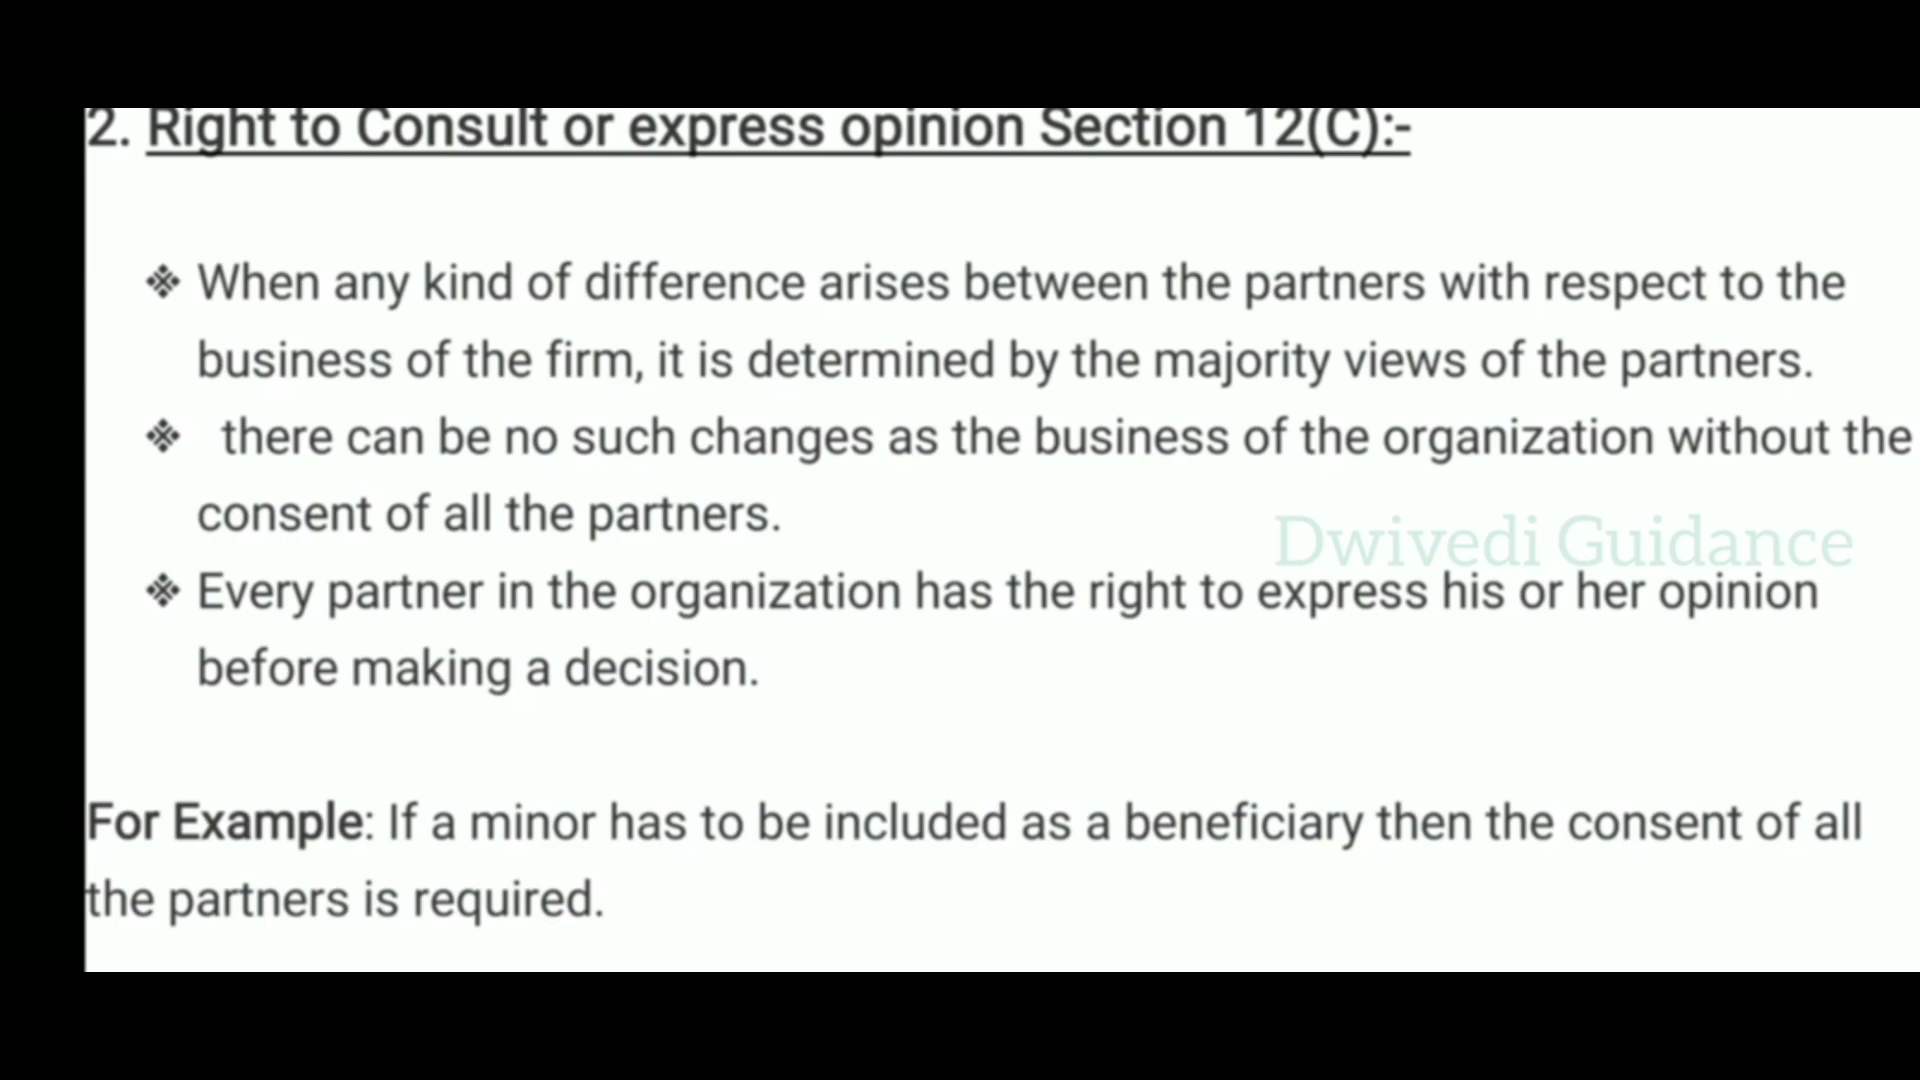 2. Right to Consult or express opinion Section 12(C):-
❖ When any kind of difference arises between the partners with respect to the
business of the firm, it is determined by the majority views of the partners.
❖ there can be no such changes as the business of the organization without the
consent of all the partners.
Dwivedi Guidance
❖ Every partner in the organization has the right to express his or her opinion
before making a decision.
For Example: If a minor has to be included as a beneficiary then the consent of all
the partners is required.